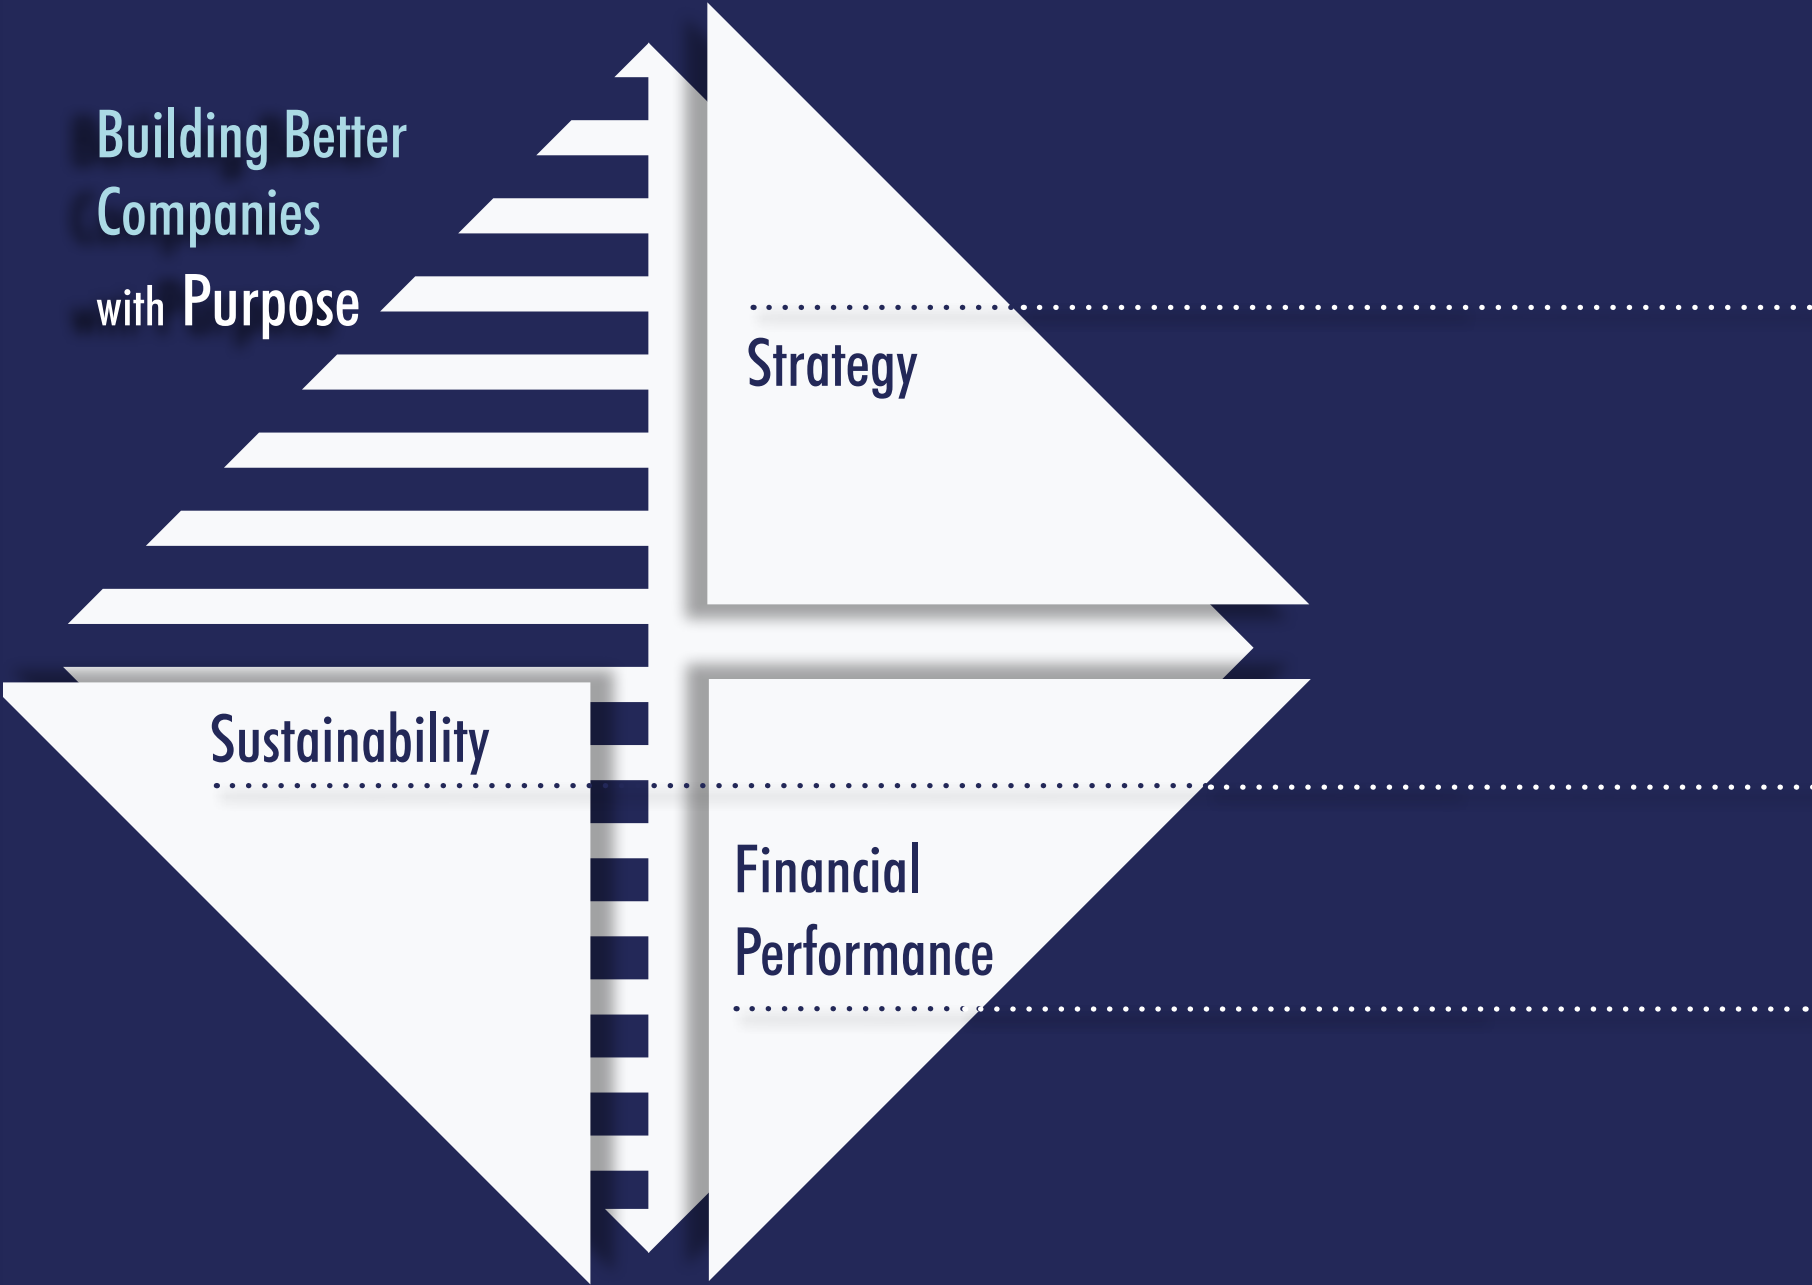 Building Better
Companies
with Purpose
Strategy
Sustainability
Financial
Performance